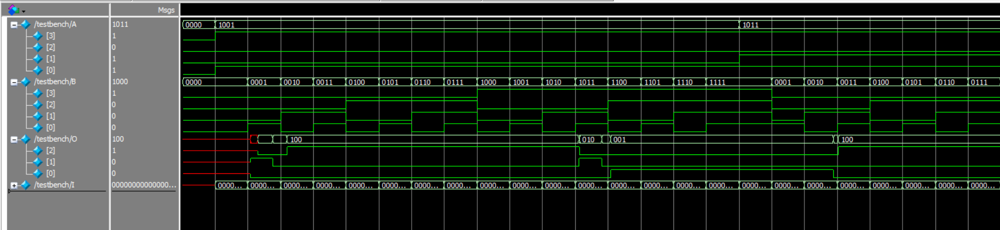 Msgs
/testbench/A 1011 0000 1001 1011
[3] 1
[2] 0
[1] 1
[0] 1
/testbench/B 1000 0000 0001 0010 0011 0100 0101 0110 0111 1000 1001 1010 1011 1100 1101 1110 1111 0001 0010 0011 0100 0101 0110 0111
[3] 1
[2] 0
[1] 0
[0] 0
/testbench/O 100 100 010 001 100
[2] 1
[1] 0
[0] 0
/testbench/I 00000000000000... 0000... 0000... 0000... 0000... 0000... 0000... 0000... 0000... 0000... 0000... 0000... 0000... 0000... 0000... 0000... 0000... 0000... 0000... 0000... 0000... 0000... 0000... 0000... 0000...